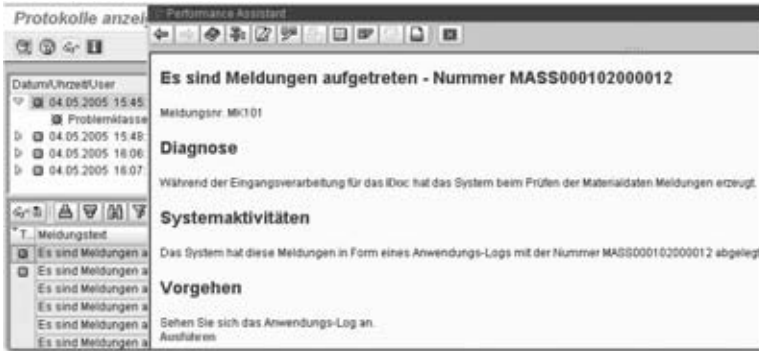 Protokolle anzei
Performance Assistant
Datum/Uhrzeit/User
04.05.2005 15:45:
Problemklasse
04.05.2005 15:48:
04.05.2005 16:06:
04.05.2005 16:07:
T.. Meldungstext
Es sind Meldungen a
Es sind Meldungen a
Es sind Meldungen a
Es sind Meldungen a
Es sind Meldungen a
Es sind Meldungen a
Es sind Meldungen aufgetreten - Nummer MASS000102000012
Meldungsnr. MK101
Diagnose
Während der Eingangsverarbeitung für das IDoc hat das System beim Prüfen der Materialdaten Meldungen erzeugt.
Systemaktivitäten
Das System hat diese Meldungen in Form eines Anwendungs-Logs mit der Nummer MASS000102000012 abgelegt
Vorgehen
Sehen Sie sich das Anwendungs-Log an.
Ausführen